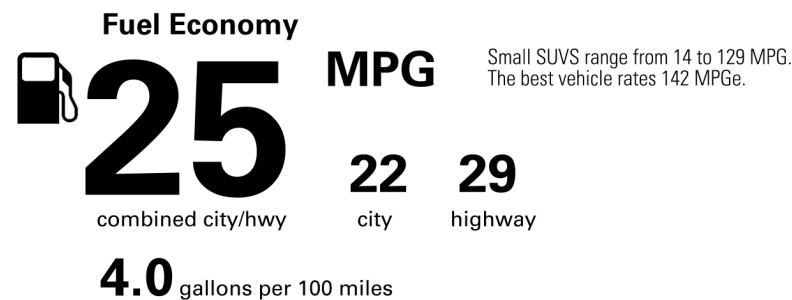 Fuel Economy
25
combined city/hwy
MPG
22
city
29
highway
Small SUVS range from 14 to 129 MPG.
The best vehicle rates 142 MPGe.
4.0 gallons per 100 miles